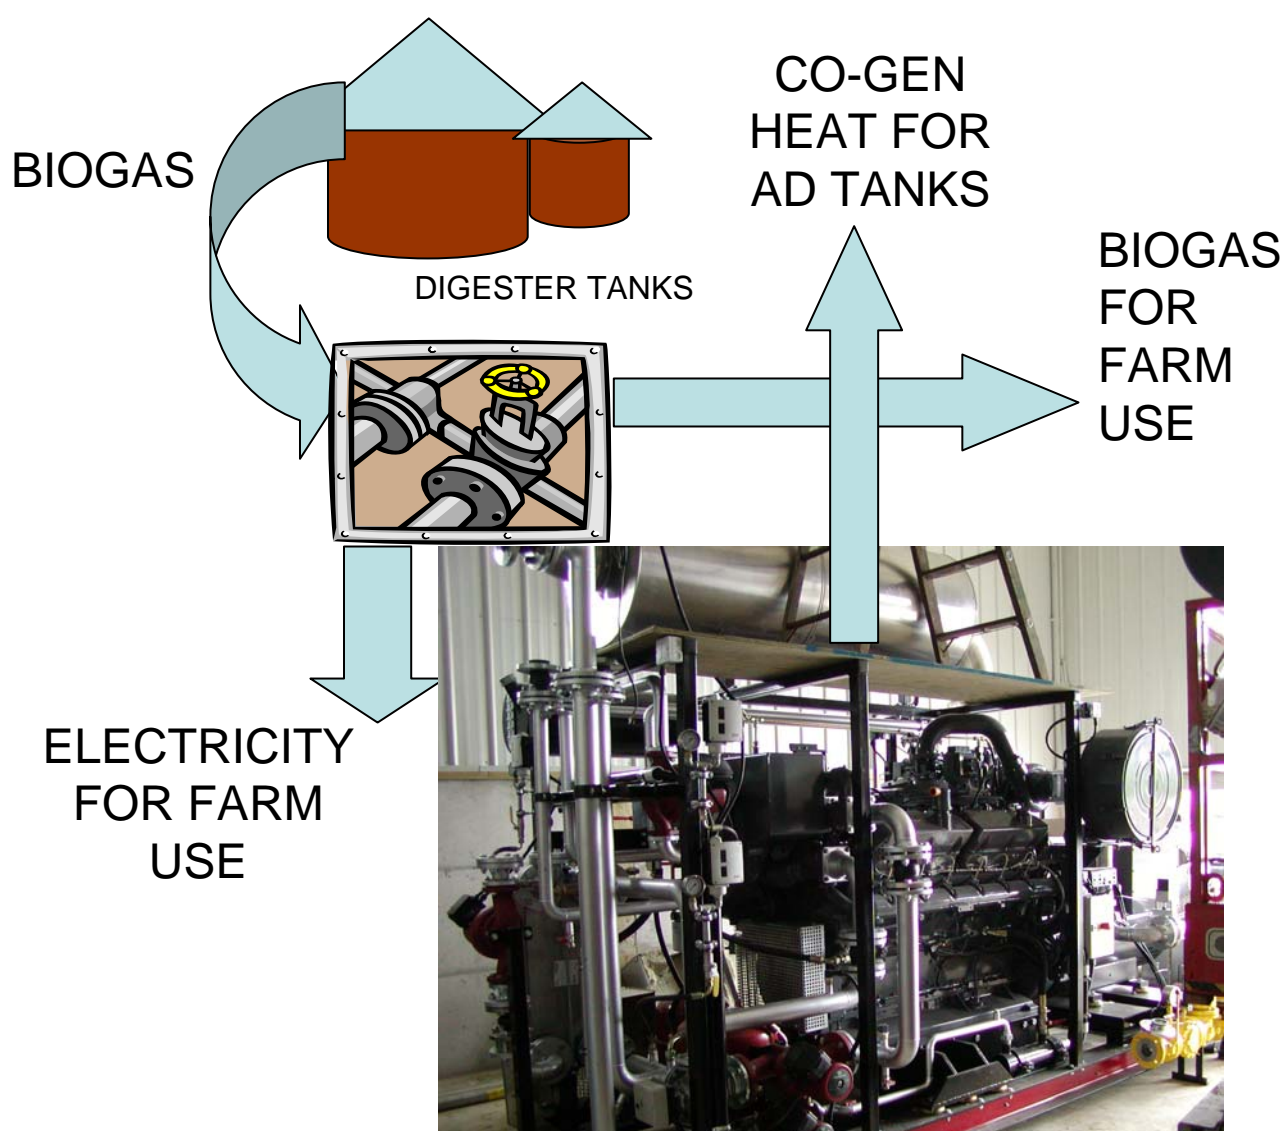 BIOGAS
CO-GEN
HEAT FOR
AD TANKS
DIGESTER TANKS
BIOGAS
FOR
FARM
USE
ELECTRICITY
FOR FARM
USE